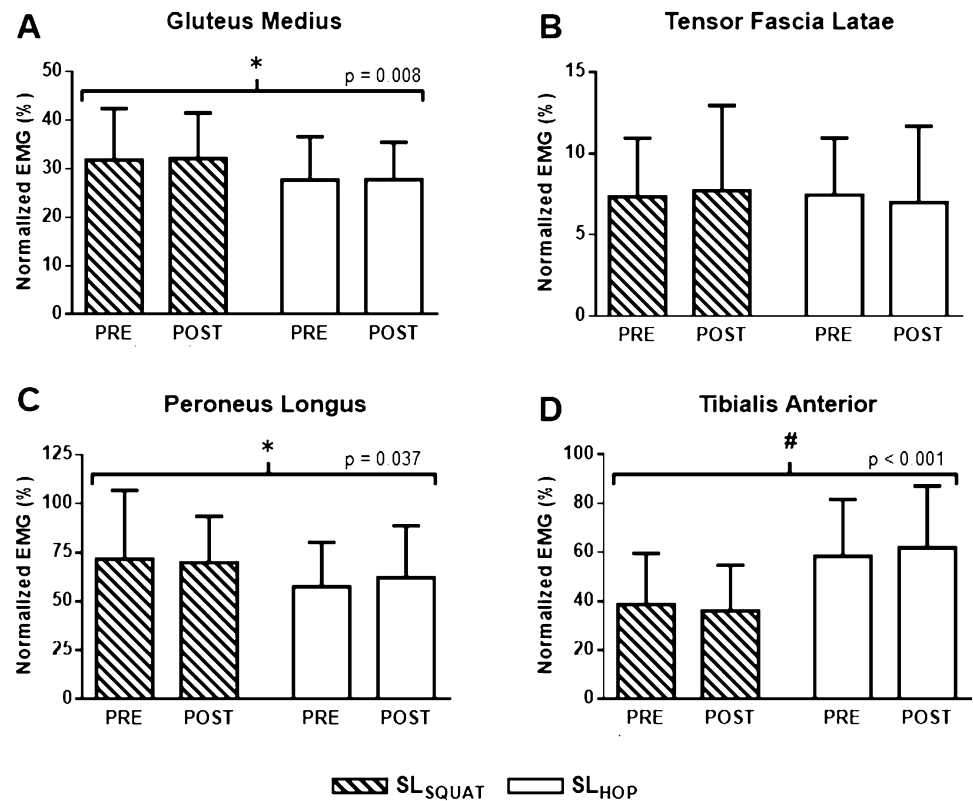 A Gluteus Medius
*
p = 0.008
Normalized EMG (%)
50
40
30
20
10
0
PRE POST PRE POST
B Tensor Fascia Latae
Normalized EMG (%)
15
10
5
0
PRE POST PRE POST
C Peroneus Longus
*
p = 0.037
Normalized EMG (%)
125
100
75
50
25
0
PRE POST PRE POST
D Tibialis Anterior
#
p < 0.001
Normalized EMG (%)
100
80
60
40
20
0
PRE POST PRE POST
SLSQUAT SLHOP